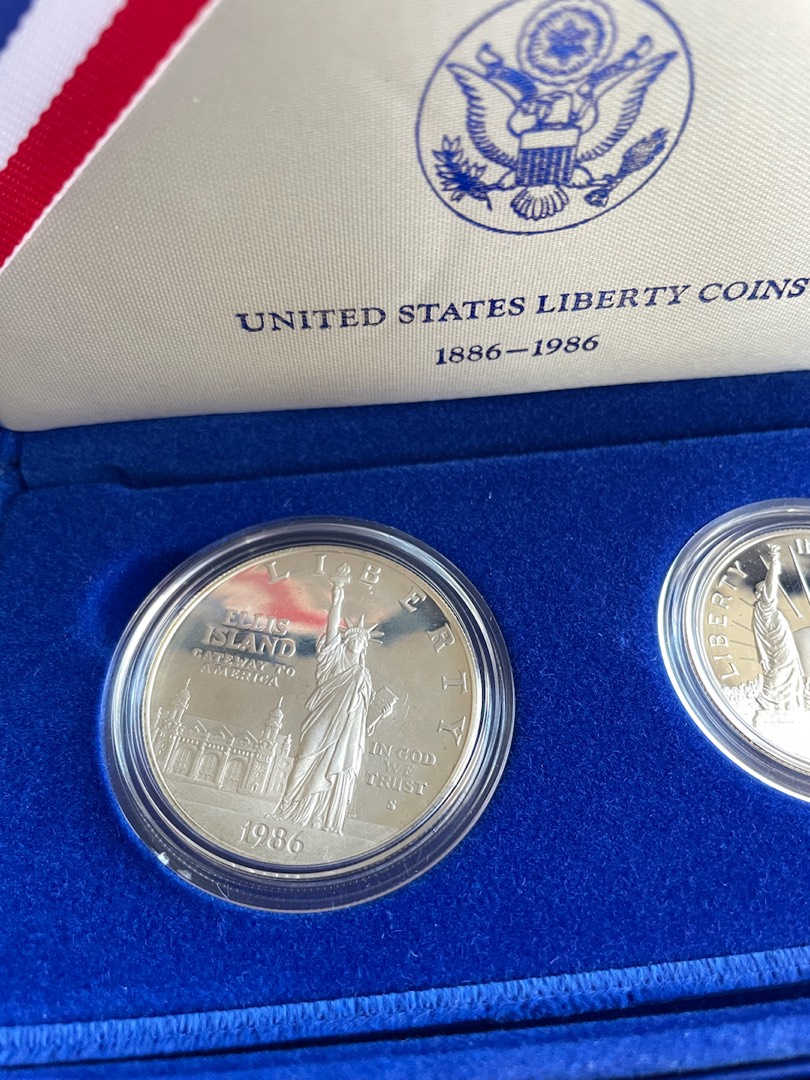 UNITED STATES LIBERTY COINS
1886–1986
LIBERTY
ELLIS
ISLAND
GATEWAY TO
AMERICA
IN GOD
WE
TRUST
S
1986
LIBERTY